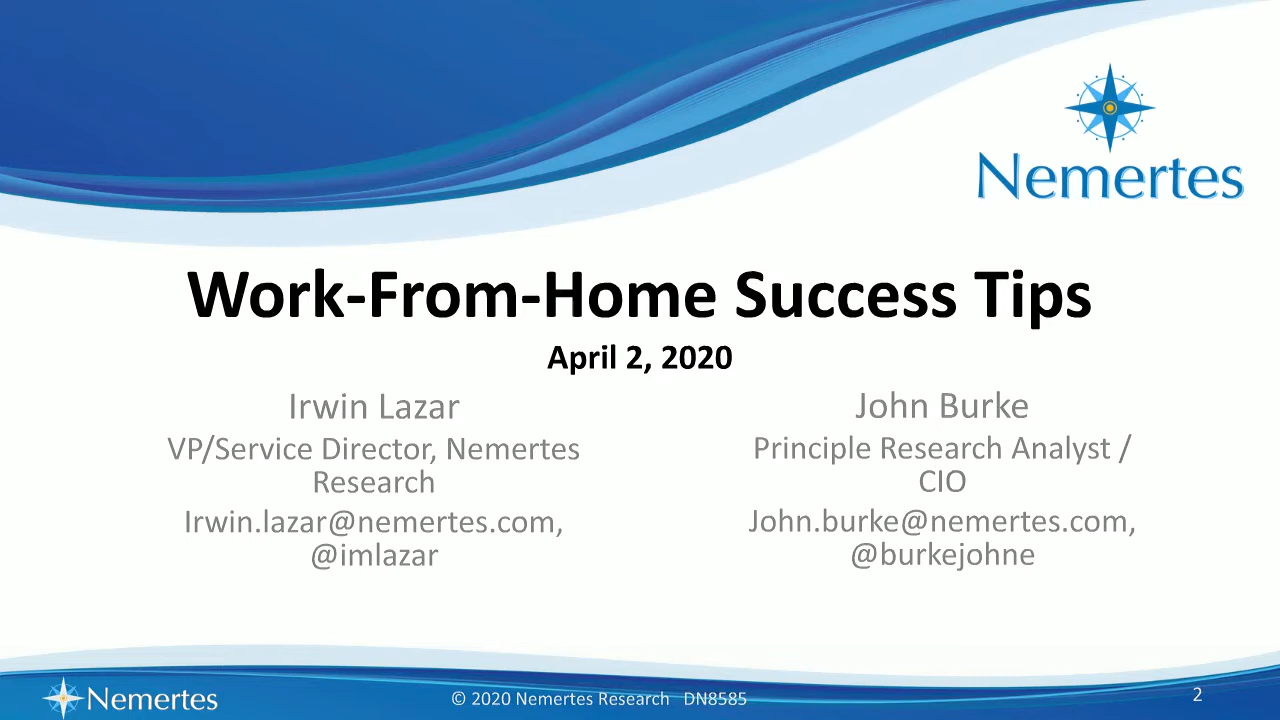 Nemertes
Work-From-Home Success Tips
April 2, 2020
Irwin Lazar
VP/Service Director, Nemertes
Research
Irwin.lazar@nemertes.com,
@imlazar
John Burke
Principle Research Analyst /
CIO
John.burke@nemertes.com,
@burkejohne
Nemertes
© 2020 Nemertes Research DN8585
2